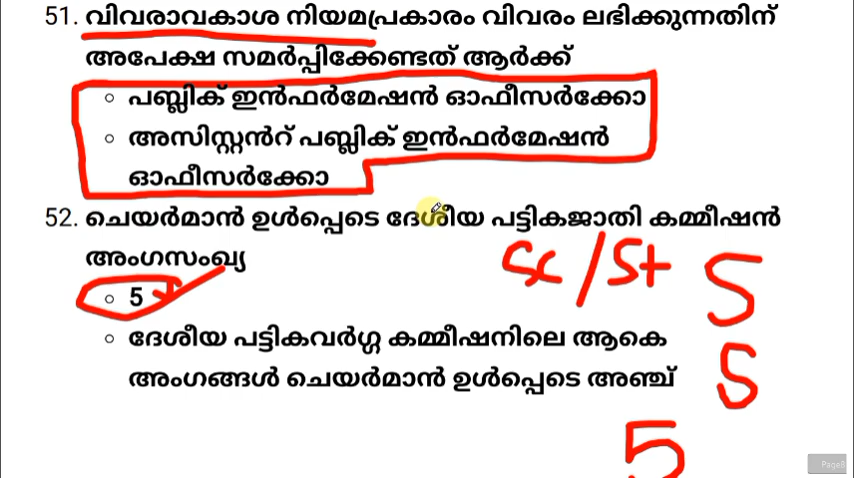 51. വിവരാവകാശ നിയമപ്രകാരം വിവരം ലഭിക്കുന്നതിന്
അപേക്ഷ സമർപ്പിക്കേണ്ടത് ആർക്ക്
○ പബ്ലിക് ഇൻഫർമേഷൻ ഓഫീസർക്കോ
○ അസിസ്റ്റൻറ് പബ്ലിക് ഇൻഫർമേഷൻ
ഓഫീസർക്കോ
52. ചെയർമാൻ ഉൾപ്പെടെ ദേശീയ പട്ടികജാതി കമ്മീഷൻ
അംഗസംഖ്യ
SC/St 5
○ 5
○ ദേശീയ പട്ടികവർഗ്ഗ കമ്മീഷനിലെ ആകെ
അംഗങ്ങൾ ചെയർമാൻ ഉൾപ്പെടെ അഞ്ച്
5
5
Page8